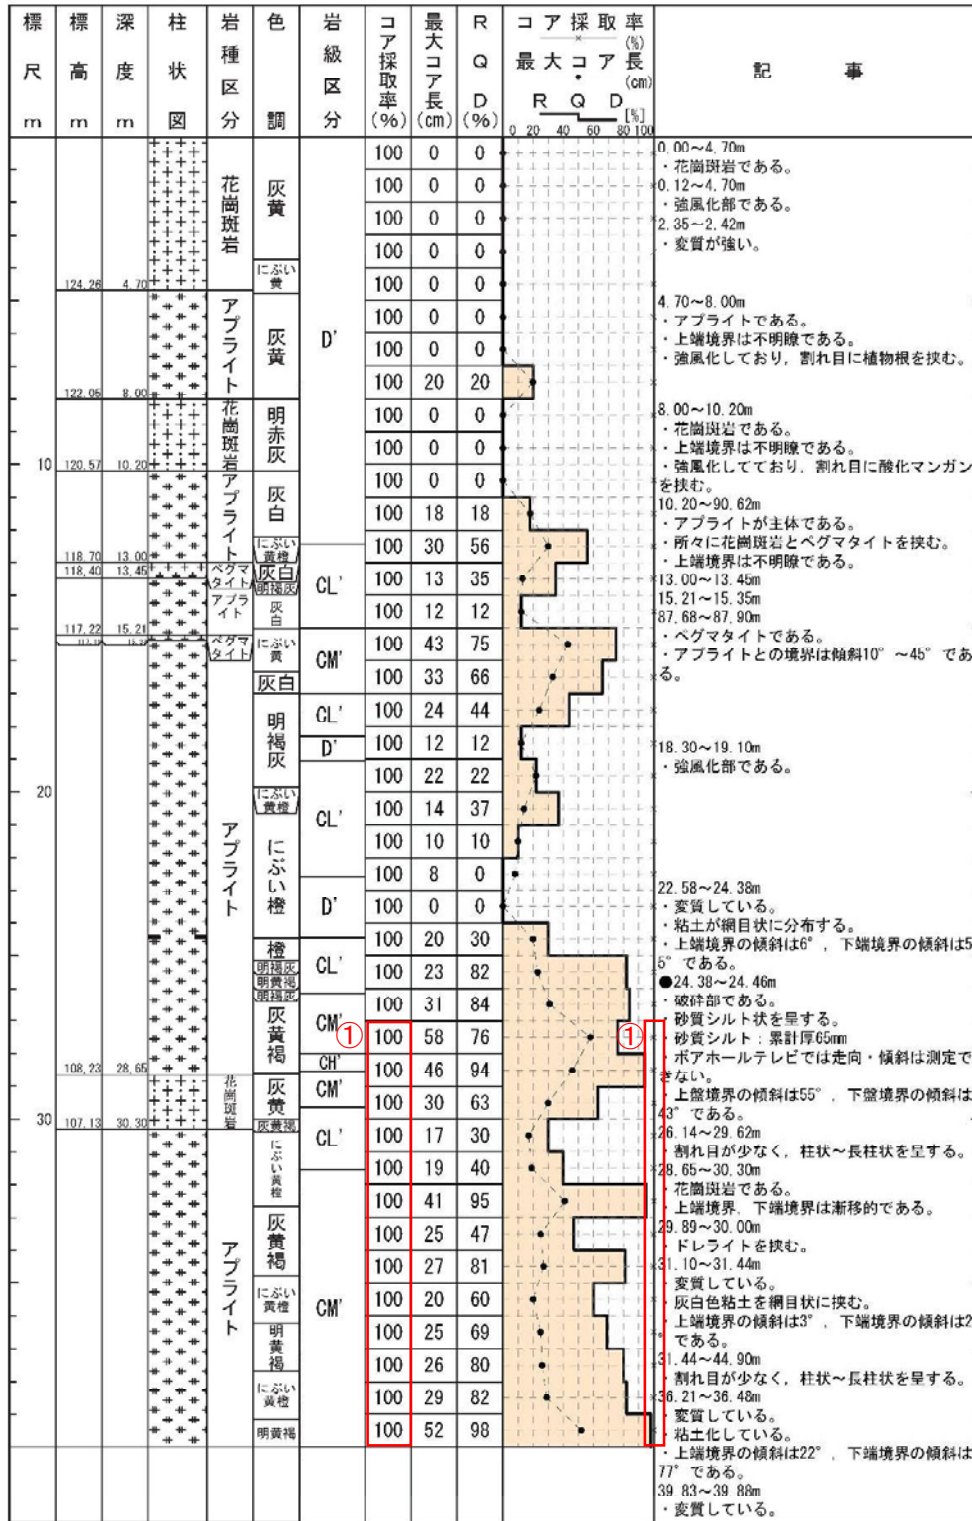 標尺m
標高m
深度m
柱状図
岩種区分
色調
岩級区分
コア採取率(%)
最大コア長(cm)
RQD(%)
コア採取率(%)
最大コア長(cm)
RQD[%]
0 20 40 60 80 100
記事
10
20
30
124.26 4.70
122.05 8.00
120.57 10.20
118.70 13.00
118.40 13.45
117.22 15.21
108.23 28.65
107.13 30.30
花崗斑岩
アプライト
花崗斑岩
アプライト
ペグマタイト
アプライト
ペグマタイト
アプライト
花崗斑岩
アプライト
灰黄
にぶい黄
灰黄
明赤灰
灰白
にぶい黄橙
灰白
明褐灰
灰白
にぶい黄
灰白
明褐灰
にぶい黄橙
にぶい橙
橙
明褐灰
明黄褐
明褐灰
灰黄褐
灰黄
灰黄褐
にぶい黄橙
灰黄褐
にぶい黄橙
明黄褐
にぶい黄橙
明黄褐
D'
CL'
CM'
CL'
D'
CL'
D'
CL'
CM'
CH'
CM'
CL'
CM'
100 0 0
100 0 0
100 0 0
100 0 0
100 0 0
100 0 0
100 0 0
100 20 20
100 0 0
100 0 0
100 0 0
100 18 18
100 30 56
100 13 35
100 12 12
100 43 75
100 33 66
100 24 44
100 12 12
100 22 22
100 14 37
100 10 10
100 8 0
100 0 0
100 20 30
100 23 82
100 31 84
① 100 58 76 ①
100 46 94
100 30 63
100 17 30
100 19 40
100 41 95
100 25 47
100 27 81
100 20 60
100 25 69
100 26 80
100 29 82
100 52 98
0.00～4.70m
・花崗斑岩である。
0.12～4.70m
・強風化部である。
2.35～2.42m
・変質が強い。
4.70～8.00m
・アプライトである。
・上端境界は不明瞭である。
・強風化しており，割れ目に植物根を挟む。
8.00～10.20m
・花崗斑岩である。
・上端境界は不明瞭である。
・強風化してており，割れ目に酸化マンガン
を挟む。
10.20～90.62m
・アプライトが主体である。
・所々に花崗斑岩とペグマタイトを挟む。
・上端境界は不明瞭である。
13.00～13.45m
15.21～15.35m
87.68～87.90m
・ペグマタイトである。
・アプライトとの境界は傾斜10°～45°であ
る。
18.30～19.10m
・強風化部である。
22.58～24.38m
・変質している。
・粘土が網目状に分布する。
・上端境界の傾斜は6°，下端境界の傾斜は5
5°である。
●24.38～24.46m
・破砕部である。
・砂質シルト状を呈する。
・砂質シルト：累計厚65mm
・ボアホールテレビでは走向・傾斜は測定で
きない。
・上盤境界の傾斜は55°，下盤境界の傾斜は
43°である。
26.14～29.62m
・割れ目が少なく，柱状～長柱状を呈する。
28.65～30.30m
・花崗斑岩である。
・上端境界，下端境界は漸移的である。
29.89～30.00m
・ドレライトを挟む。
31.10～31.44m
・変質している。
・灰白色粘土を網目状に挟む。
・上端境界の傾斜は3°，下端境界の傾斜は2
°である。
31.44～44.90m
・割れ目が少なく，柱状～長柱状を呈する。
36.21～36.48m
・変質している。
・粘土化している。
・上端境界の傾斜は22°，下端境界の傾斜は
77°である。
39.83～39.88m
・変質している。